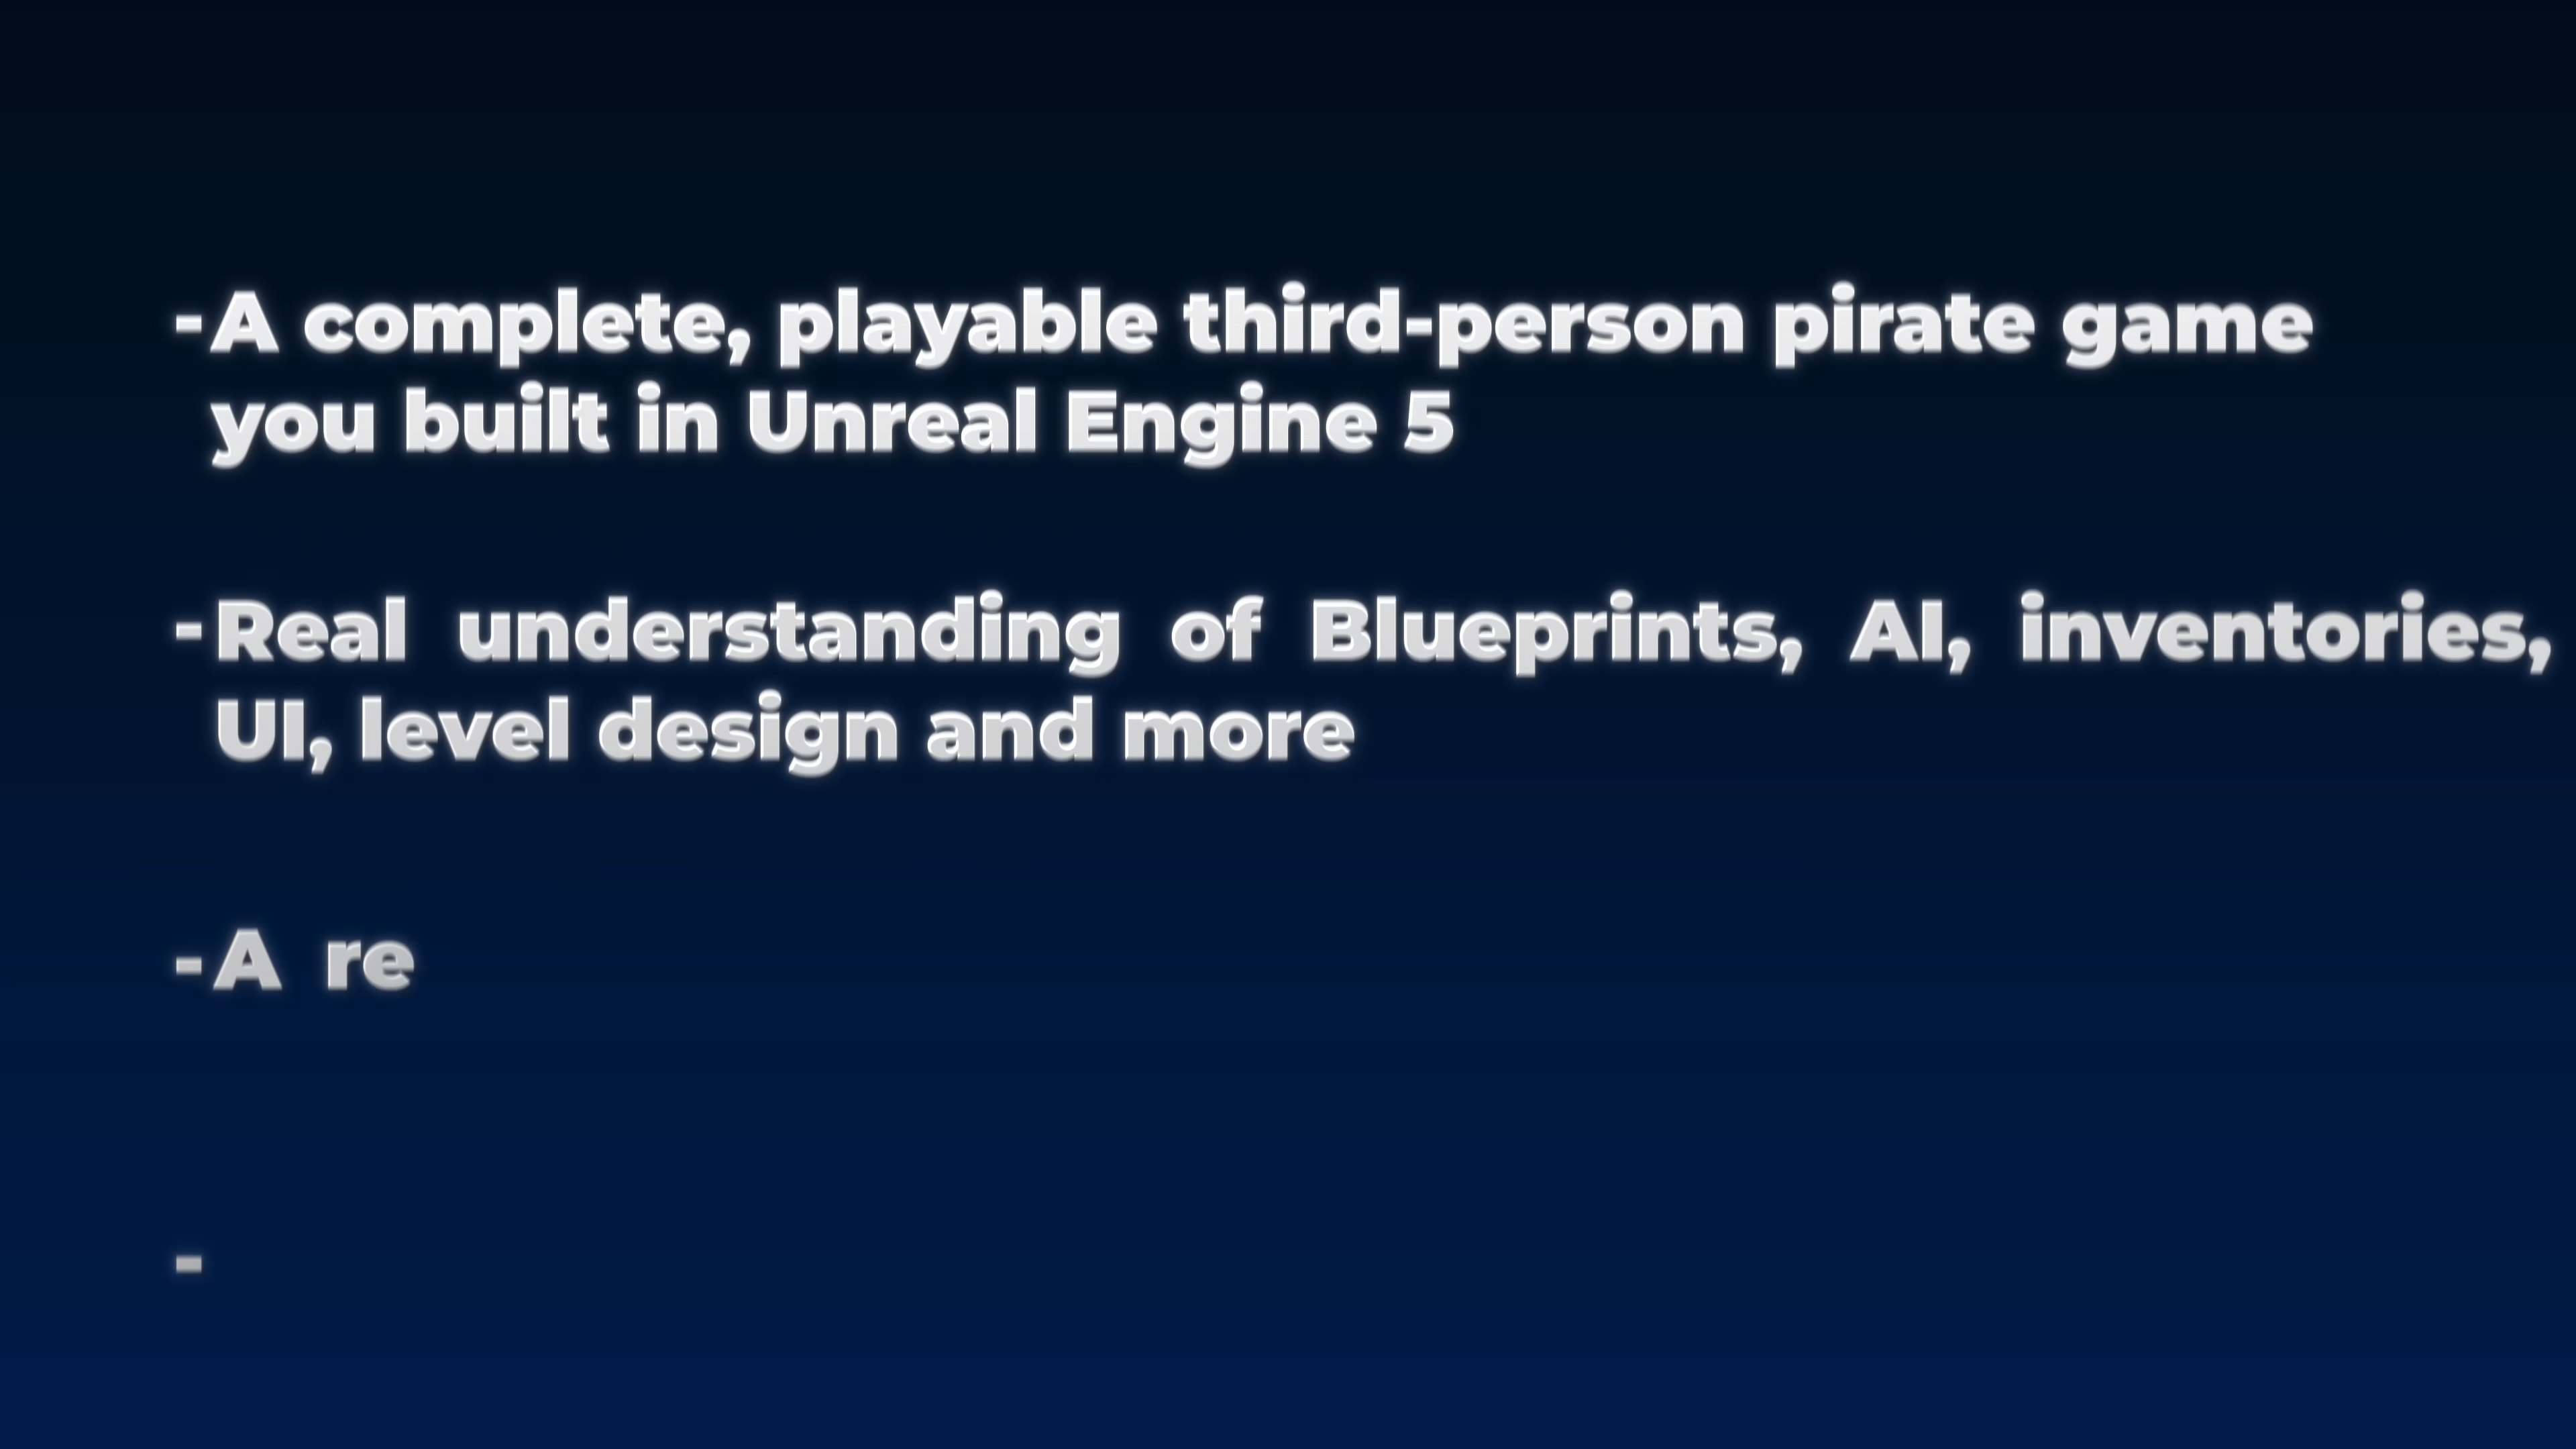 -A complete, playable third-person pirate game
you built in Unreal Engine 5
-Real understanding of Blueprints, AI, inventories,
UI, level design and more
-A re
-